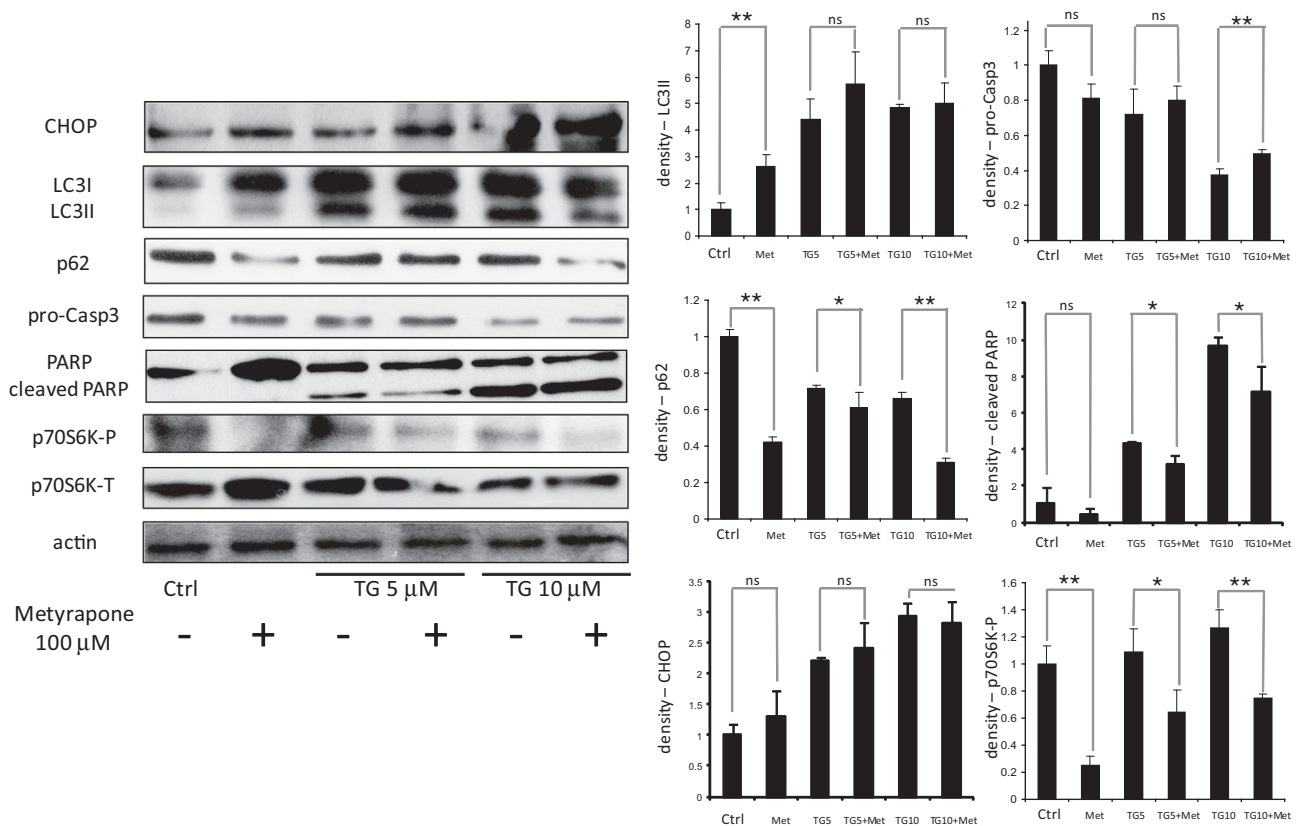 CHOP
LC3I
LC3II
p62
pro-Casp3
PARP
cleaved PARP
p70S6K-P
p70S6K-T
actin
Ctrl TG 5 μM TG 10 μM
Metyrapone
100 μM
- + - + - +
density – LC3II
8
7
6
5
4
3
2
1
0
** ns ns
Ctrl Met TG5 TG5+Met TG10 TG10+Met
density – pro-Casp3
1.2
1
0.8
0.6
0.4
0.2
0
ns ns **
Ctrl Met TG5 TG5+Met TG10 TG10+Met
density – p62
1.2
1
0.8
0.6
0.4
0.2
0
** * **
Ctrl Met TG5 TG5+Met TG10 TG10+Met
density – cleaved PARP
12
10
8
6
4
2
0
ns * *
Ctrl Met TG5 TG5+Met TG10 TG10+Met
density – CHOP
3.5
3
2.5
2
1.5
1
0.5
0
ns ns ns
Ctrl Met TG5 TG5+Met TG10 TG10+Met
density – p70S6K-P
1.6
1.4
1.2
1
0.8
0.6
0.4
0.2
0
** * **
Ctrl Met TG5 TG5+Met TG10 TG10+Met